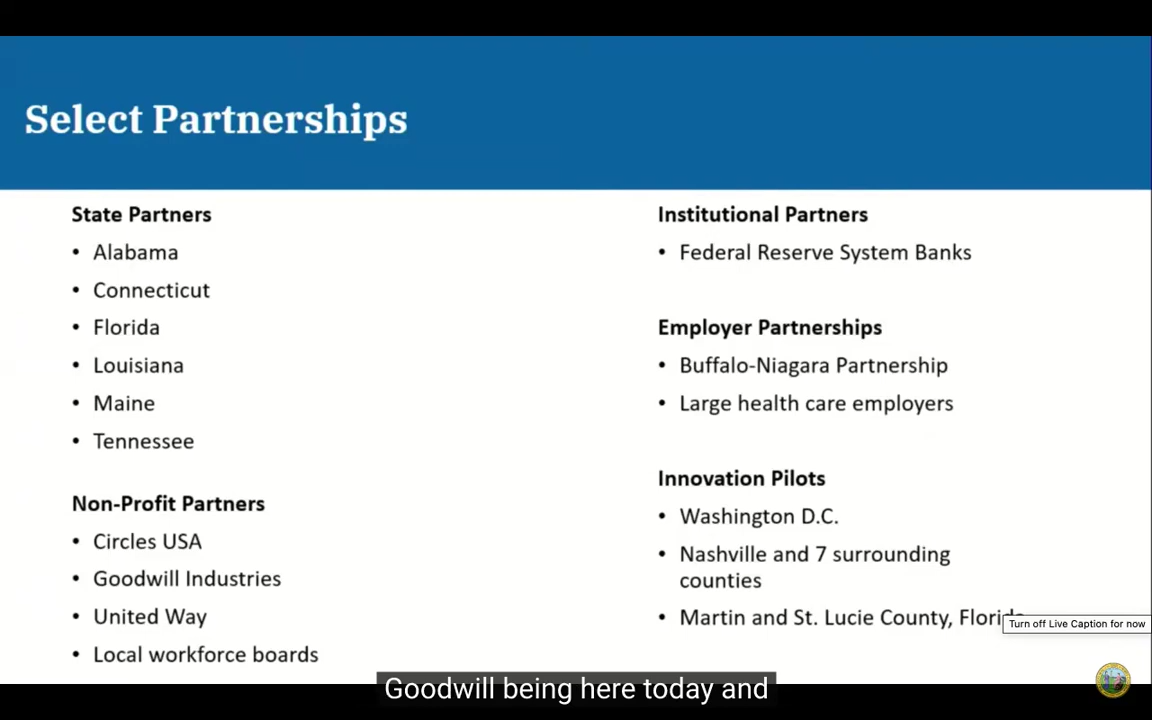 Select Partnerships
State Partners
• Alabama
• Connecticut
• Florida
• Louisiana
• Maine
• Tennessee
Non-Profit Partners
• Circles USA
• Goodwill Industries
• United Way
• Local workforce boards
Institutional Partners
• Federal Reserve System Banks
Employer Partnerships
• Buffalo-Niagara Partnership
• Large health care employers
Innovation Pilots
• Washington D.C.
• Nashville and 7 surrounding
counties
• Martin and St. Lucie County, Florida
Turn off Live Caption for now
Goodwill being here today and